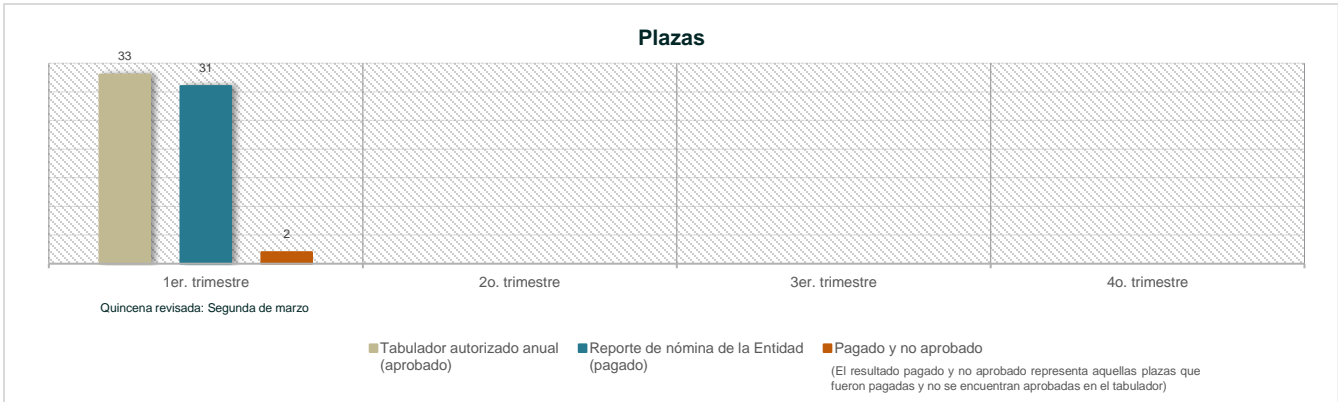 Plazas
33
31
2
1er. trimestre
2o. trimestre
3er. trimestre
4o. trimestre
Quincena revisada: Segunda de marzo
Tabulador autorizado anual
(aprobado)
Reporte de nómina de la Entidad
(pagado)
Pagado y no aprobado
(El resultado pagado y no aprobado representa aquellas plazas que
fueron pagadas y no se encuentran aprobadas en el tabulador)